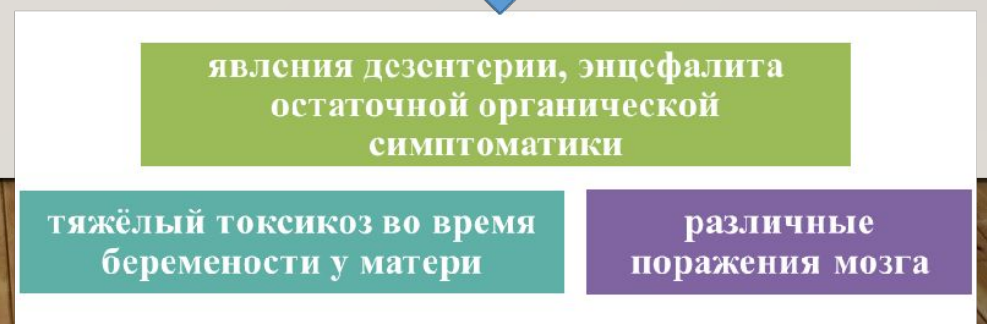 явления дезентерии, энцефалита
остаточной органической
симптоматики
тяжёлый токсикоз во время
беремености у матери
различные
поражения мозга